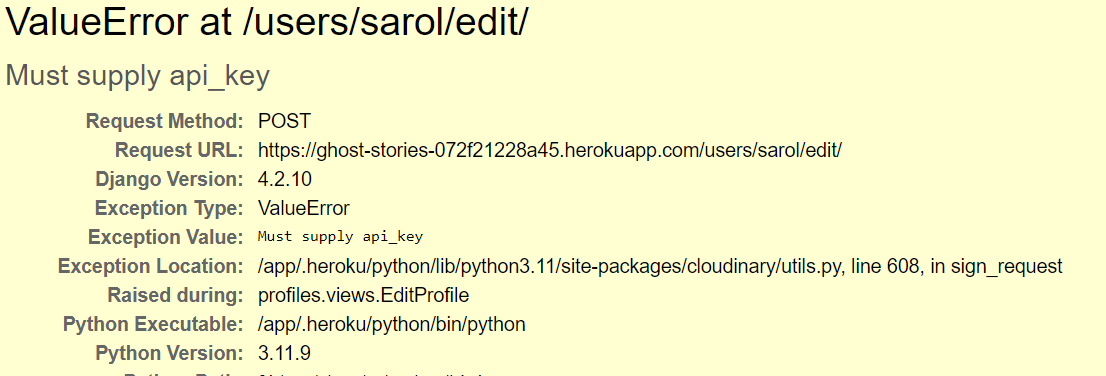 ValueError at /users/sarol/edit/
Must supply api_key
Request Method: POST
Request URL: https://ghost-stories-072f21228a45.herokuapp.com/users/sarol/edit/
Django Version: 4.2.10
Exception Type: ValueError
Exception Value: Must supply api_key
Exception Location: /app/.heroku/python/lib/python3.11/site-packages/cloudinary/utils.py, line 608, in sign_request
Raised during: profiles.views.EditProfile
Python Executable: /app/.heroku/python/bin/python
Python Version: 3.11.9